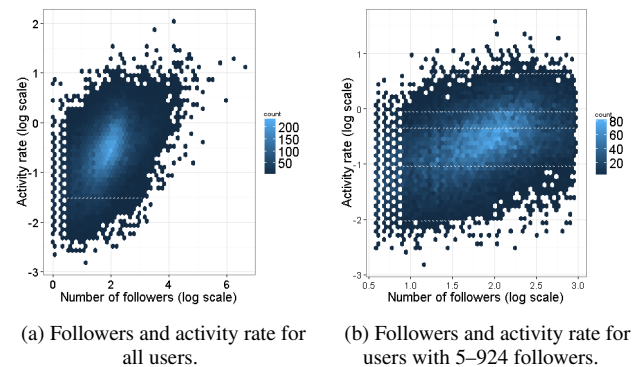 2
1
0
-1
-2
-3
Activity rate (log scale)
0 2 4 6
Number of followers (log scale)
count
200
150
100
50
1
0
-1
-2
-3
Activity rate (log scale)
0.5 1.0 1.5 2.0 2.5 3.0
Number of followers (log scale)
count
80
60
40
20
(a) Followers and activity rate for
all users.
(b) Followers and activity rate for
users with 5–924 followers.